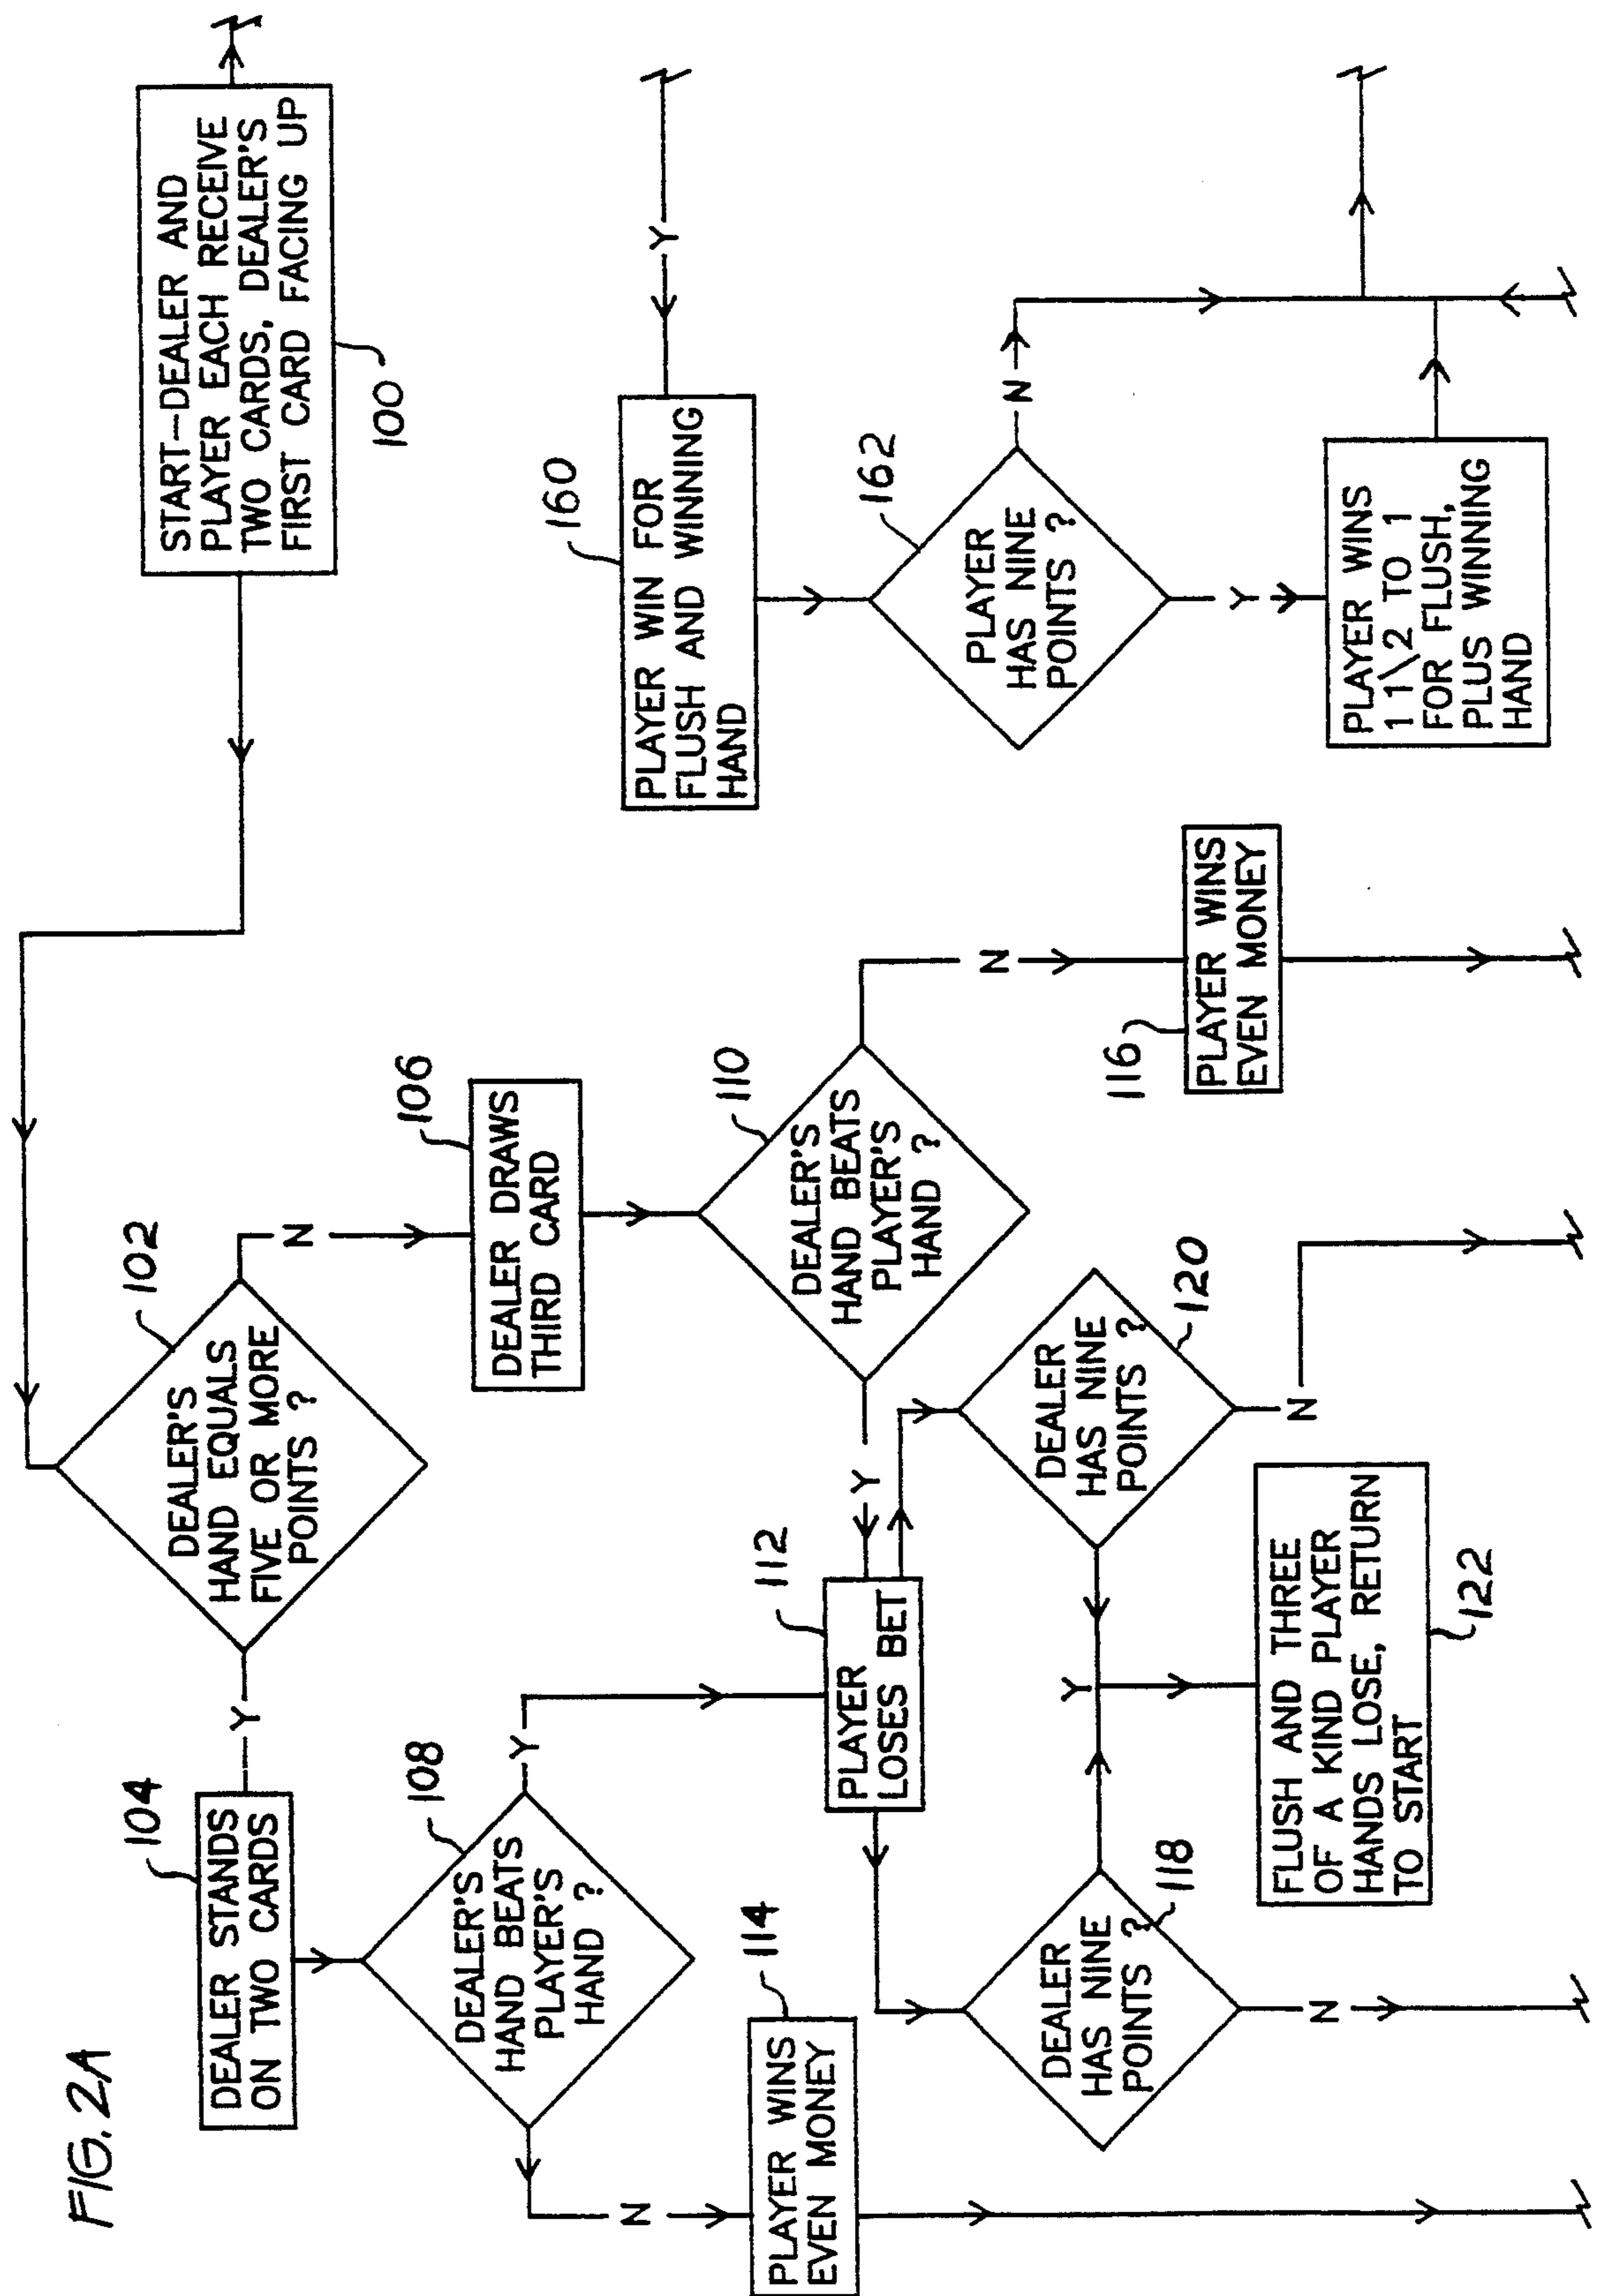 FIG. 2A
START—DEALER AND
PLAYER EACH RECEIVE
TWO CARDS, DEALER'S
FIRST CARD FACING UP
100
DEALER'S
HAND EQUALS
FIVE OR MORE
POINTS ?
102
Y
N
DEALER STANDS
ON TWO CARDS
104
DEALER DRAWS
THIRD CARD
106
DEALER'S
HAND BEATS
PLAYER'S
HAND ?
108
Y
N
DEALER'S
HAND BEATS
PLAYER'S
HAND ?
110
Y
N
PLAYER
LOSES BET
112
PLAYER WINS
EVEN MONEY
114
PLAYER WINS
EVEN MONEY
116
DEALER
HAS NINE
POINTS ?
118
Y
N
DEALER
HAS NINE
POINTS ?
120
N
FLUSH AND THREE
OF A KIND PLAYER
HANDS LOSE, RETURN
TO START
122
Y
PLAYER WIN FOR
FLUSH AND WINNING
HAND
160
PLAYER
HAS NINE
POINTS ?
162
N
Y
PLAYER WINS
1 1\2 TO 1
FOR FLUSH,
PLUS WINNING
HAND